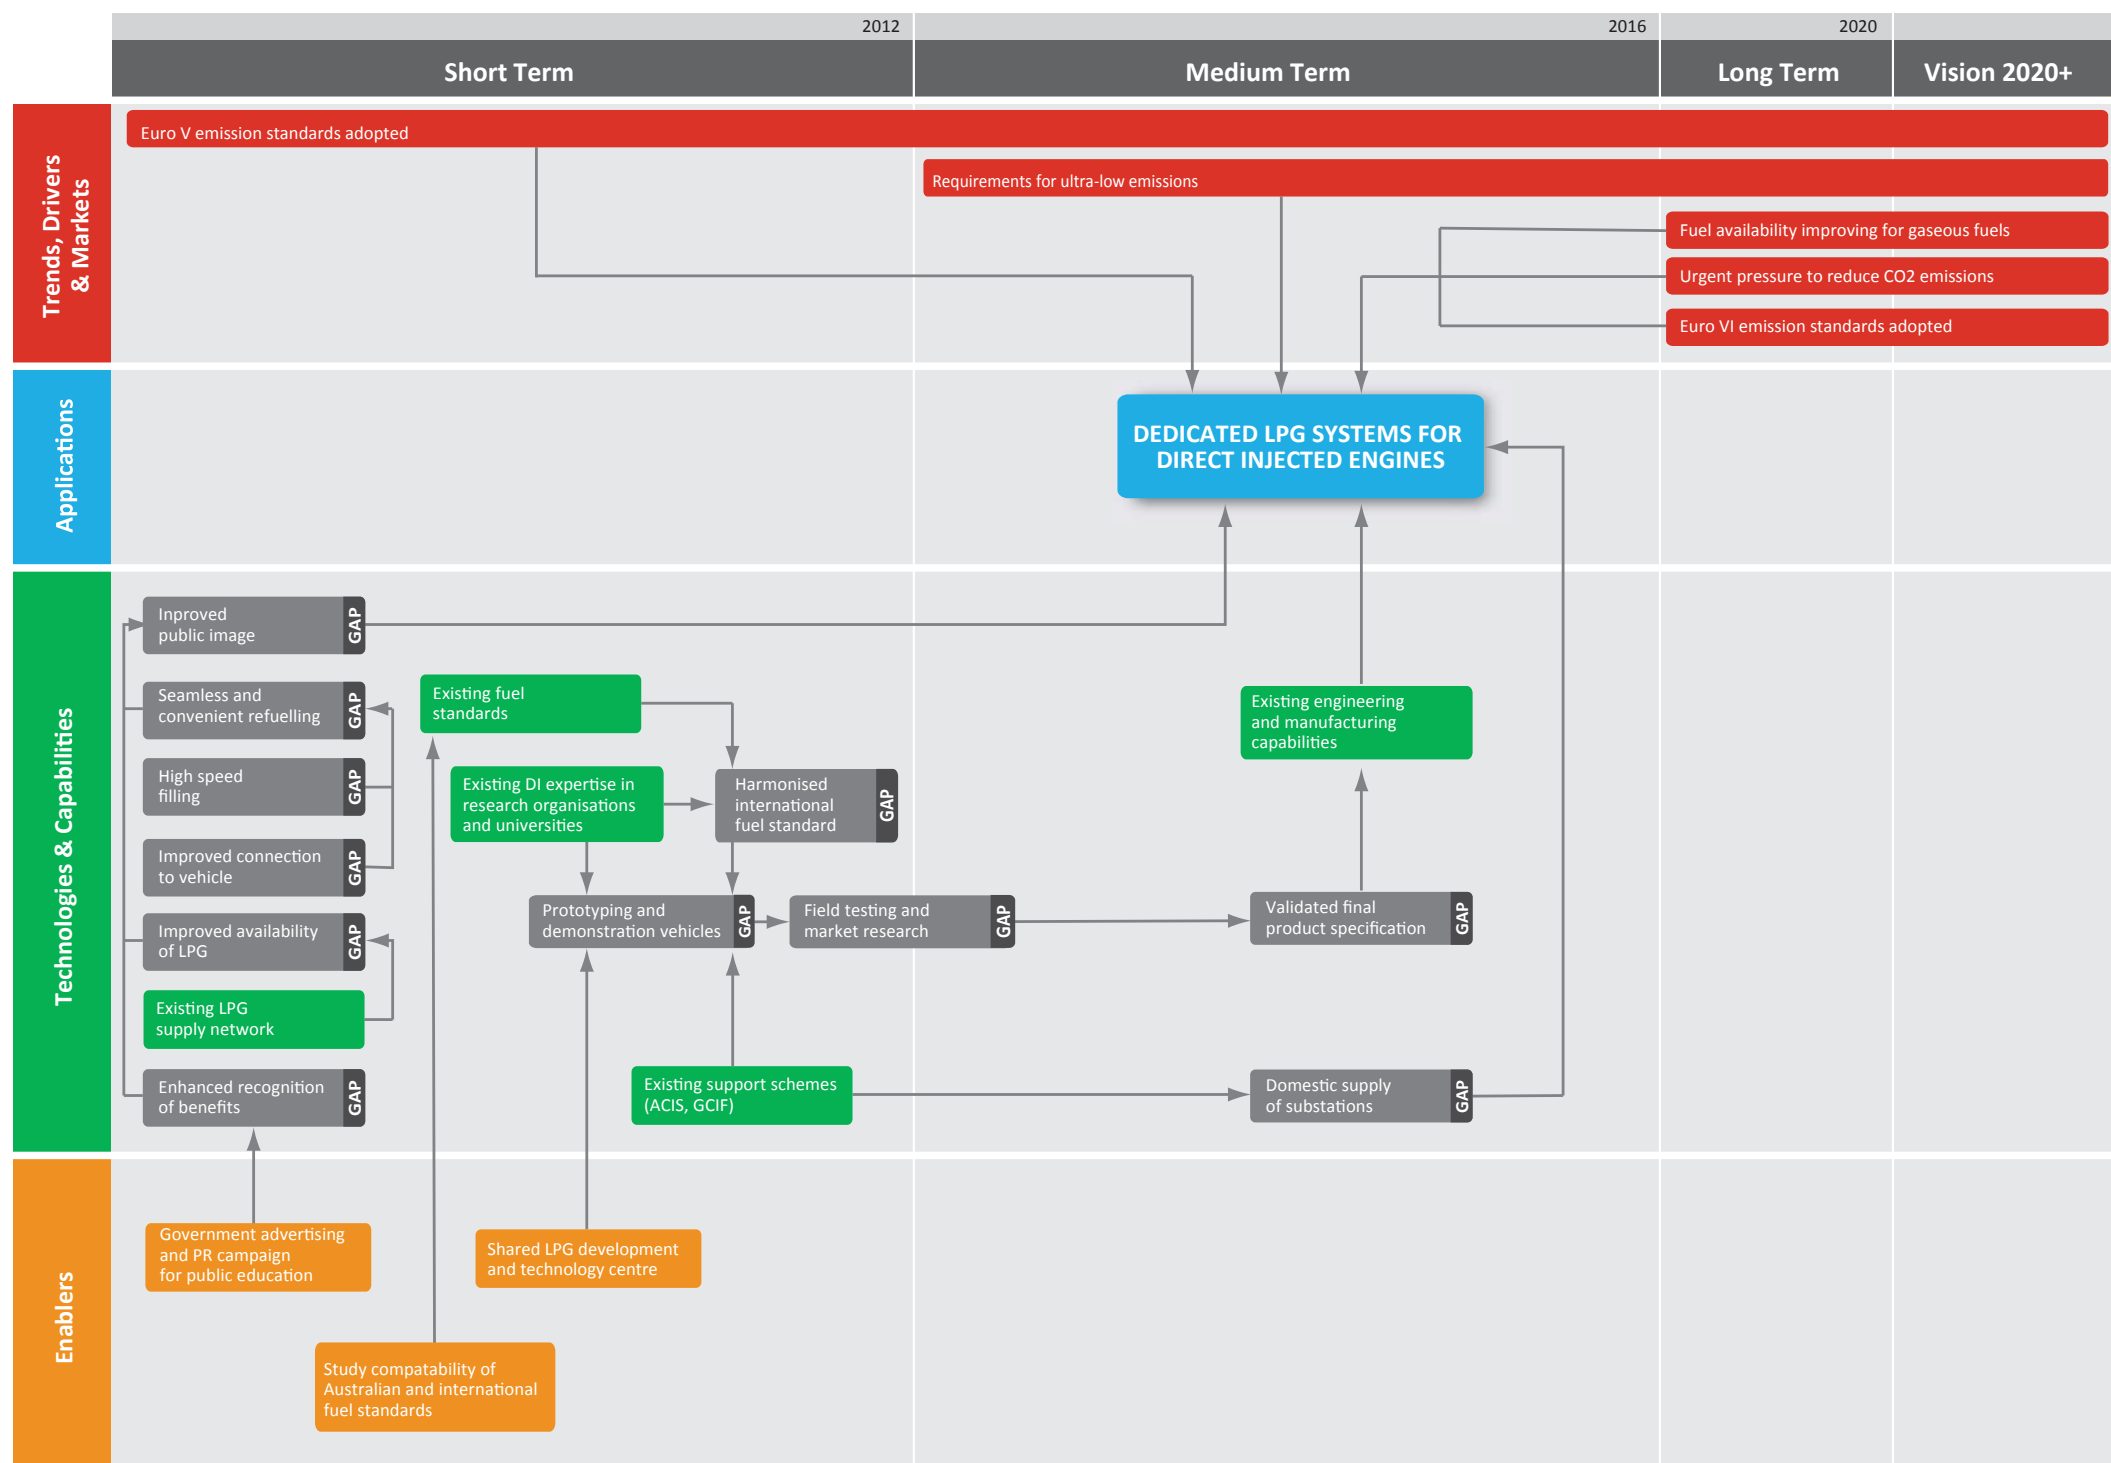 2012
2016
2020
Short Term
Medium Term
Long Term
Vision 2020+
Trends, Drivers
& Markets
Euro V emission standards adopted
Requirements for ultra-low emissions
Fuel availability improving for gaseous fuels
Urgent pressure to reduce CO2 emissions
Euro VI emission standards adopted
Applications
DEDICATED LPG SYSTEMS FOR
DIRECT INJECTED ENGINES
Technologies & Capabilities
Inproved
public image
GAP
Seamless and
convenient refuelling
GAP
High speed
filling
GAP
Improved connection
to vehicle
GAP
Improved availability
of LPG
GAP
Existing LPG
supply network
Enhanced recognition
of benefits
GAP
Existing fuel
standards
Existing DI expertise in
research organisations
and universities
Harmonised
international
fuel standard
GAP
Prototyping and
demonstration vehicles
GAP
Field testing and
market research
GAP
Existing support schemes
(ACIS, GCIF)
Existing engineering
and manufacturing
capabilities
Validated final
product specification
GAP
Domestic supply
of substations
GAP
Enablers
Government advertising
and PR campaign
for public education
Shared LPG development
and technology centre
Study compatability of
Australian and international
fuel standards